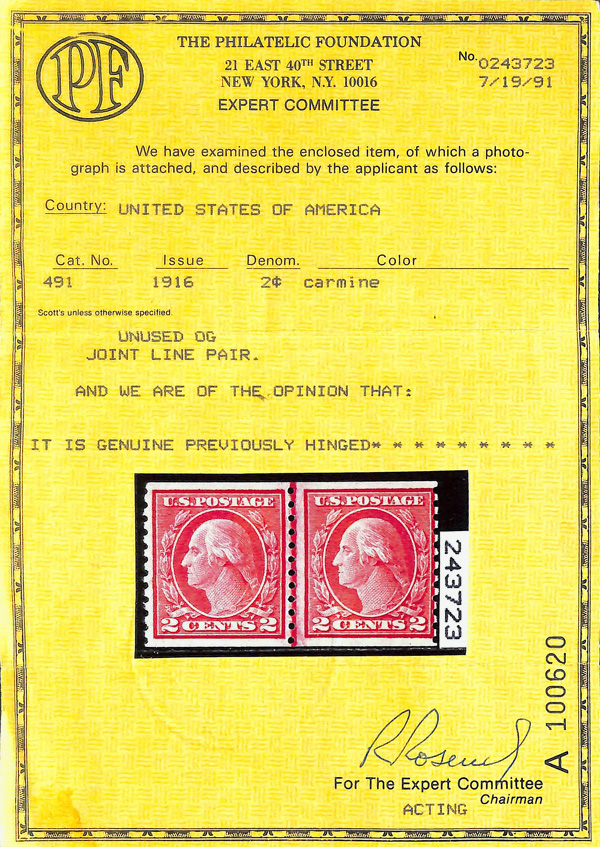 PF
THE PHILATELIC FOUNDATION
21 EAST 40TH STREET
NEW YORK, N.Y. 10016
EXPERT COMMITTEE
No. 0243723
7/19/91
We have examined the enclosed item, of which a photo-
graph is attached, and described by the applicant as follows:
Country: UNITED STATES OF AMERICA
Cat. No. Issue Denom. Color
491 1916 2¢ carmine
Scott's unless otherwise specified
UNUSED OG
JOINT LINE PAIR.
AND WE ARE OF THE OPINION THAT:
IT IS GENUINE PREVIOUSLY HINGED* * * * * * * * *
U.S. POSTAGE U.S. POSTAGE
2 CENTS 2 2 CENTS 2
243723
A 100620
For The Expert Committee
Chairman
ACTING